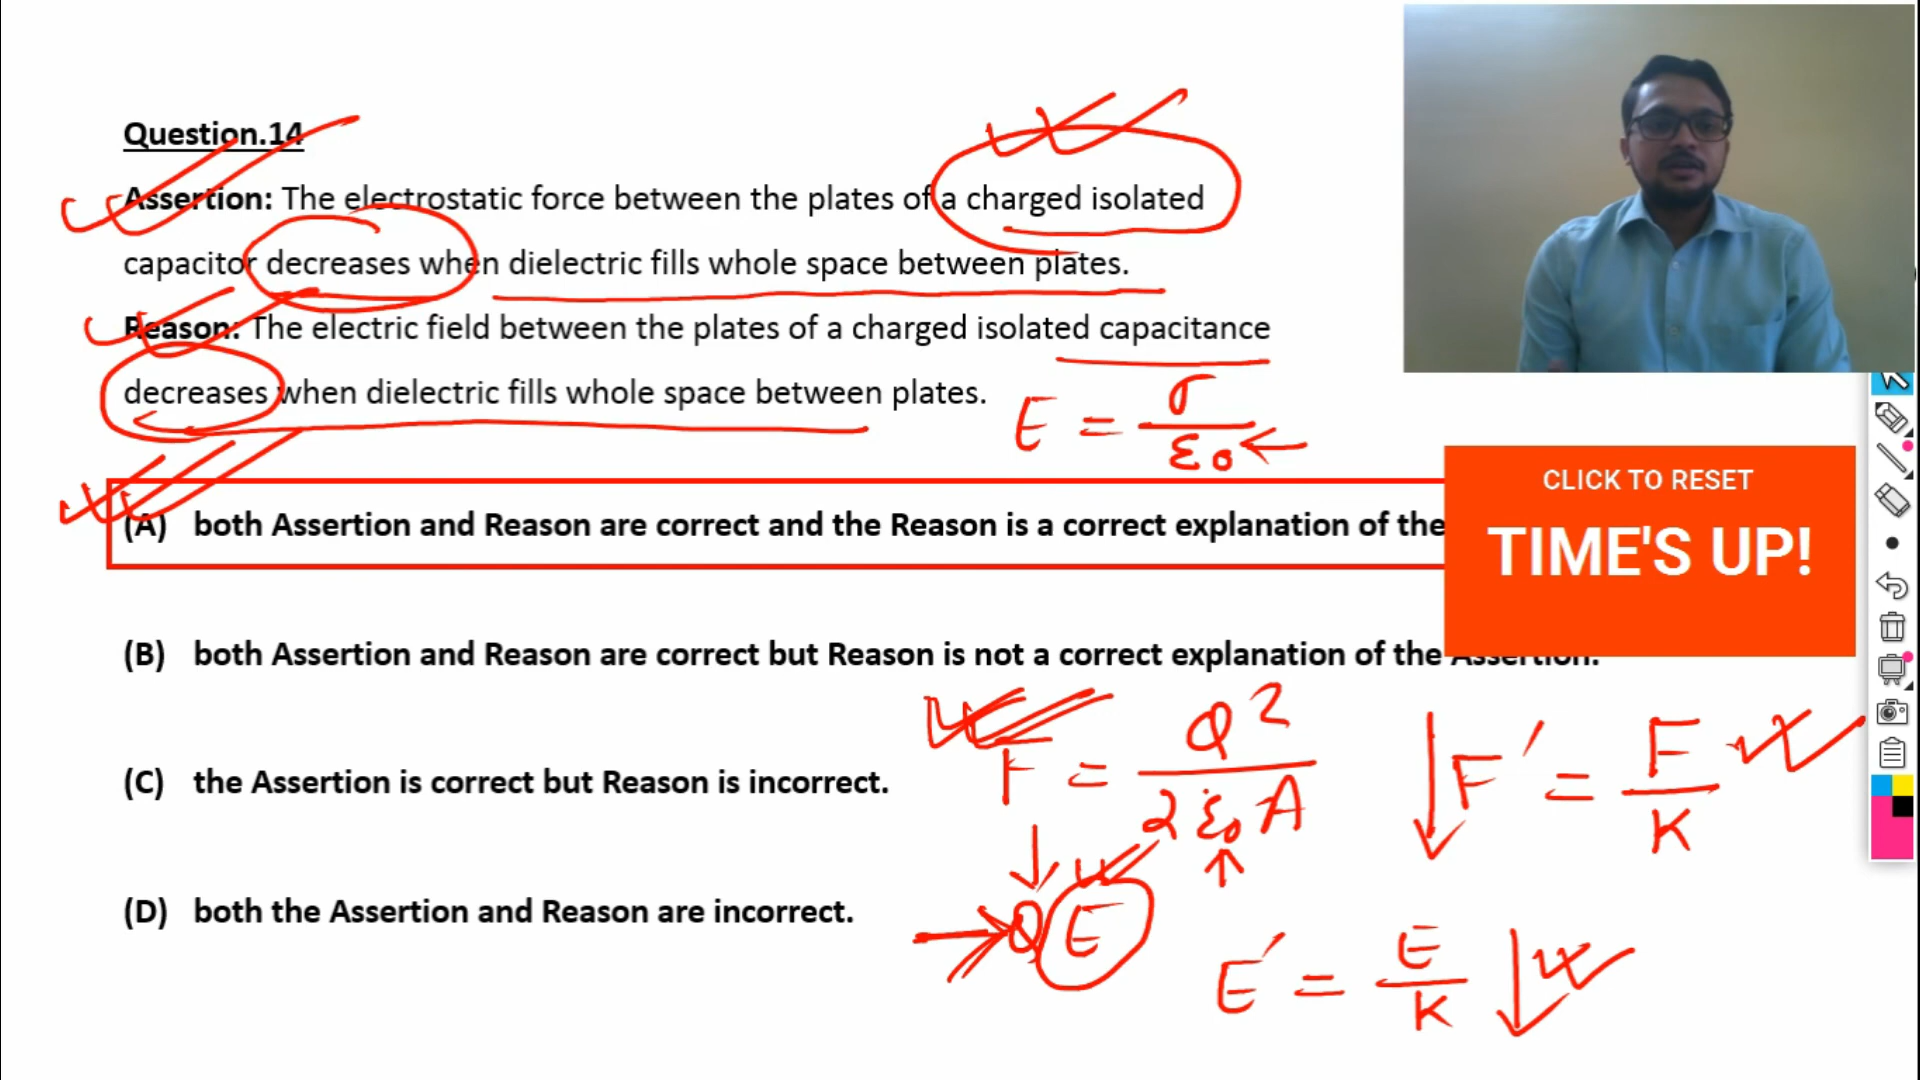 Question.14
Assertion: The electrostatic force between the plates of a charged isolated
capacitor decreases when dielectric fills whole space between plates.
Reason: The electric field between the plates of a charged isolated capacitance
decreases when dielectric fills whole space between plates.
E = σ/ε₀
(A) both Assertion and Reason are correct and the Reason is a correct explanation of the
CLICK TO RESET
TIME'S UP!
(B) both Assertion and Reason are correct but Reason is not a correct explanation of the Assertion.
F = Q²/2ε₀A
F' = F/K
(C) the Assertion is correct but Reason is incorrect.
QE
(D) both the Assertion and Reason are incorrect.
E' = E/K